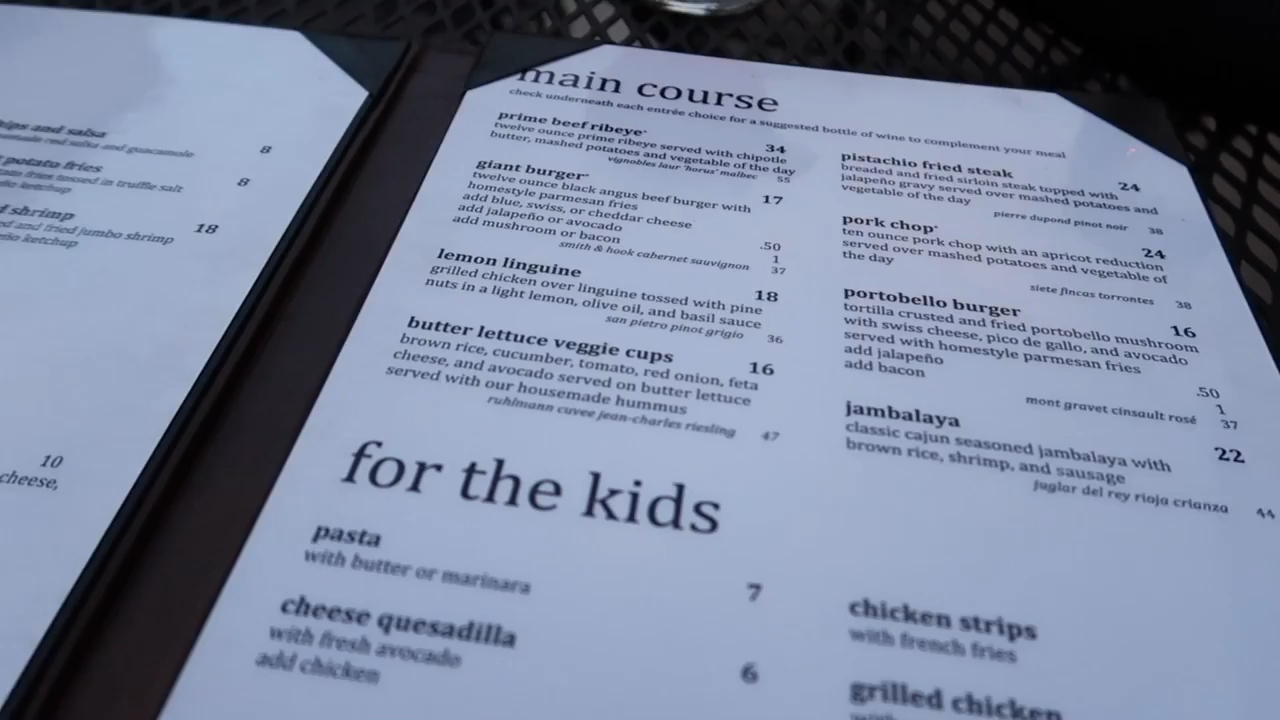 and salsa
red salsa and guacamole
8
potato fries
fries tossed in truffle salt
ketchup
8
shrimp
and fried jumbo shrimp
ketchup
18
10
cheese,
main course
check underneath each entrée choice for a suggested bottle of wine to complement your meal
prime beef ribeye* 34
twelve ounce prime ribeye served with chipotle
butter, mashed potatoes and vegetable of the day
vignobles laur 'horus' malbec 55
giant burger* 17
twelve ounce black angus beef burger with
homestyle parmesan fries
add blue, swiss, or cheddar cheese
add jalapeño or avocado .50
add mushroom or bacon 1
smith & hook cabernet sauvignon 37
lemon linguine 18
grilled chicken over linguine tossed with pine
nuts in a light lemon, olive oil, and basil sauce
san pietro pinot grigio 36
butter lettuce veggie cups 16
brown rice, cucumber, tomato, red onion, feta
cheese, and avocado served on butter lettuce
served with our housemade hummus
ruhlmann cuvee jean-charles riesling 47
pistachio fried steak 24
breaded and fried sirloin steak topped with
jalapeño gravy served over mashed potatoes and
vegetable of the day
pierre dupond pinot noir 38
pork chop* 24
ten ounce pork chop with an apricot reduction
served over mashed potatoes and vegetable of
the day
siete fincas torrontes 38
portobello burger 16
tortilla crusted and fried portobello mushroom
with swiss cheese, pico de gallo, and avocado
served with homestyle parmesan fries
add jalapeño .50
add bacon 1
mont gravet cinsault rosé 37
jambalaya 22
classic cajun seasoned jambalaya with
brown rice, shrimp, and sausage
juglar del rey rioja crianza 44
for the kids
pasta 7
with butter or marinara
cheese quesadilla 6
with fresh avocado
add chicken
chicken strips
with french fries
grilled chicken